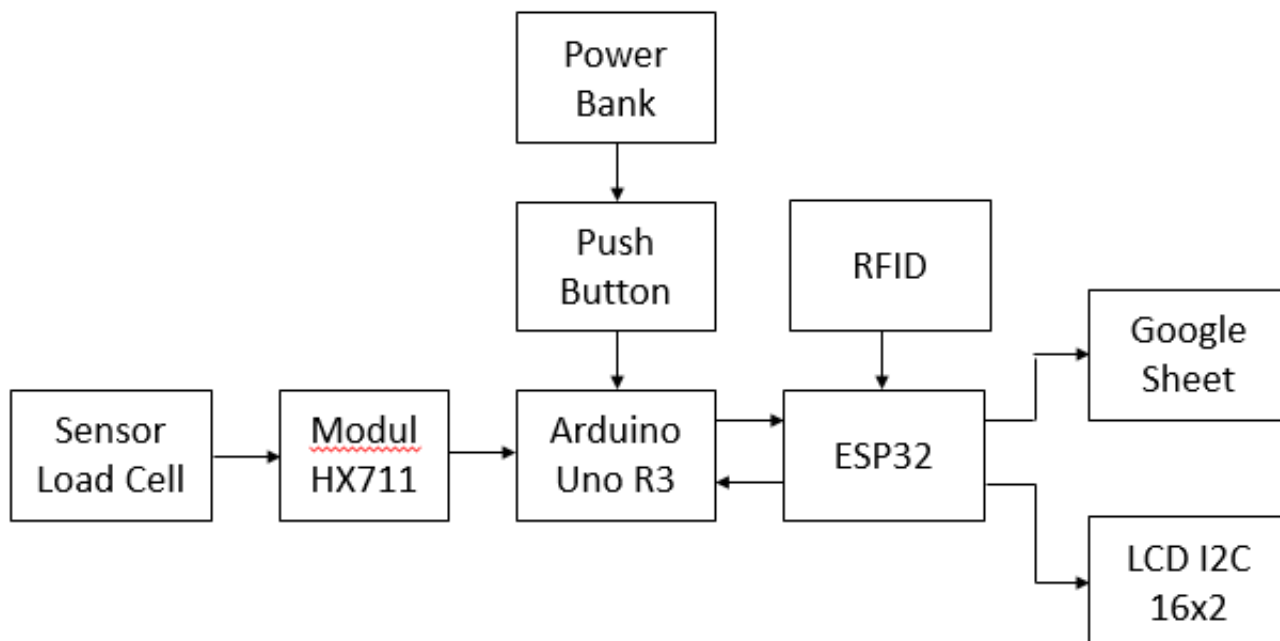 Power
Bank
Push
Button
RFID
Google
Sheet
Sensor
Load Cell
Modul
HX711
Arduino
Uno R3
ESP32
LCD I2C
16x2